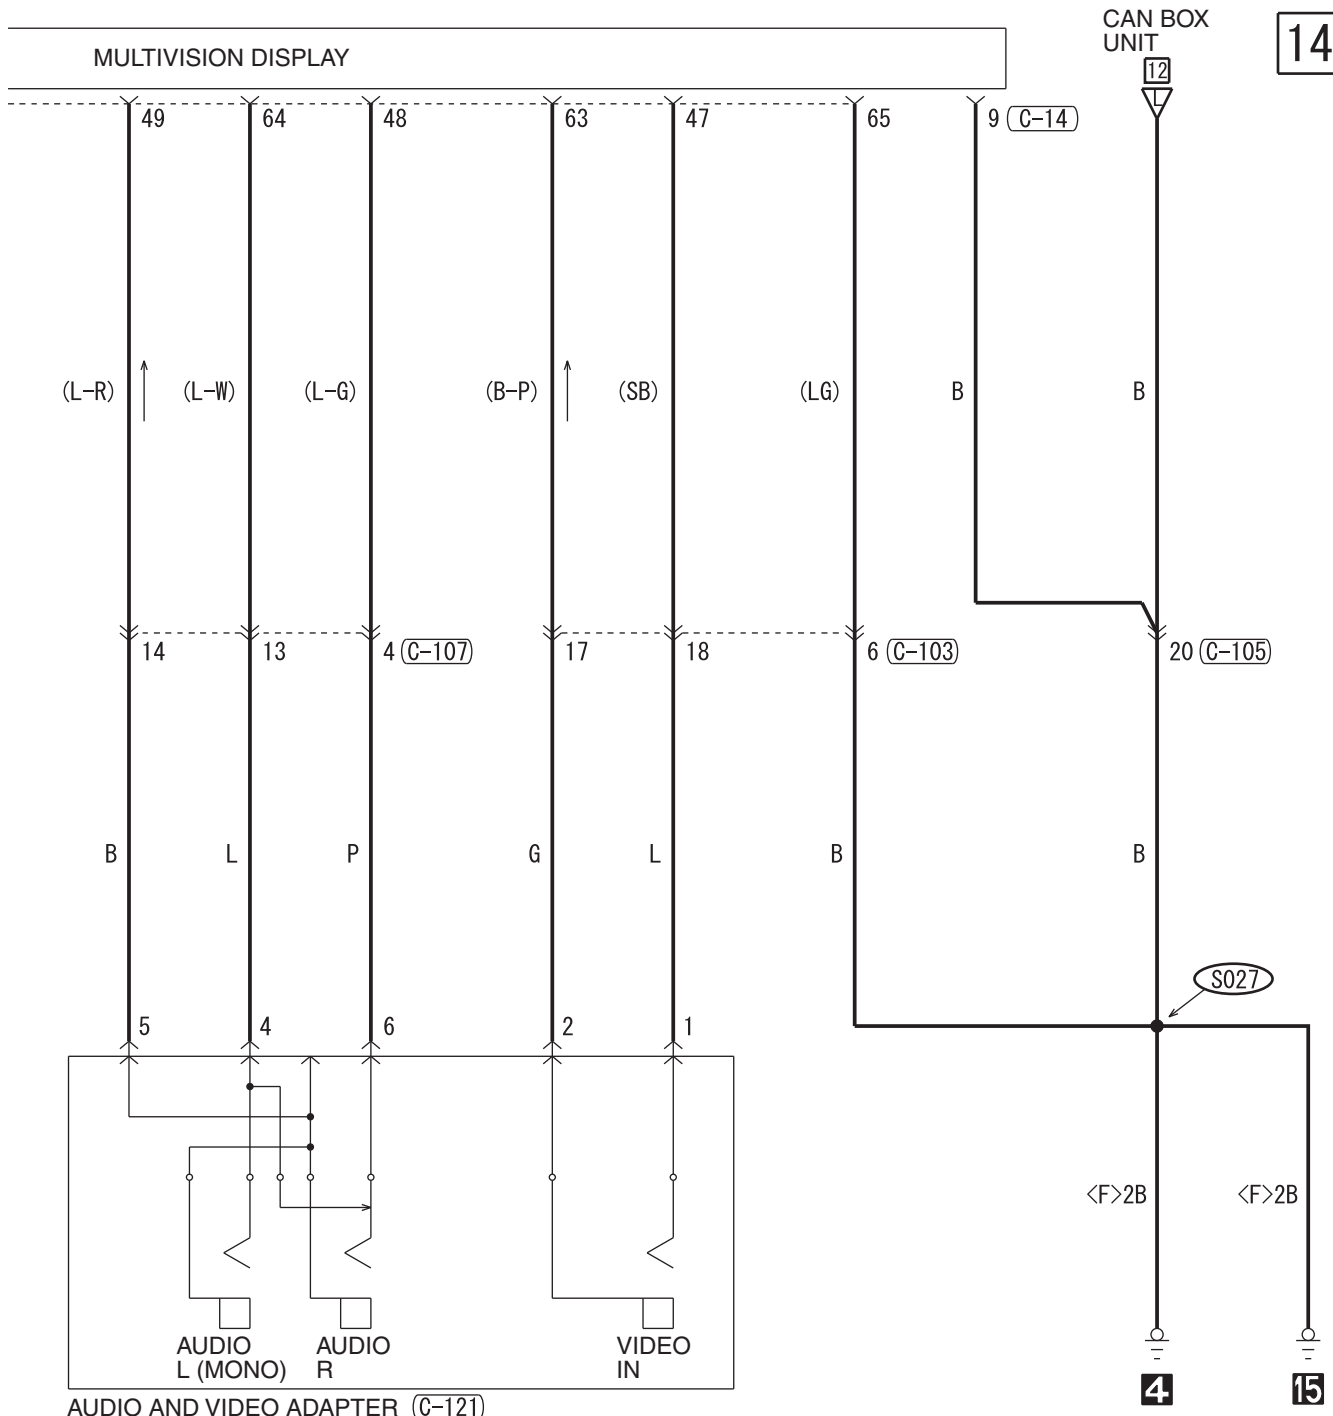 CAN BOX
UNIT
14
MULTIVISION DISPLAY
12
L
49 64 48 63 47 65 9 (C-14)
(L-R) (L-W) (L-G) (B-P) (SB) (LG) B B
14 13 4 (C-107) 17 18 6 (C-103) 20 (C-105)
B L P G L B B
S027
5 4 6 2 1
<F>2B <F>2B
AUDIO
L (MONO)
AUDIO
R
VIDEO
IN
4 15
AUDIO AND VIDEO ADAPTER (C-121)